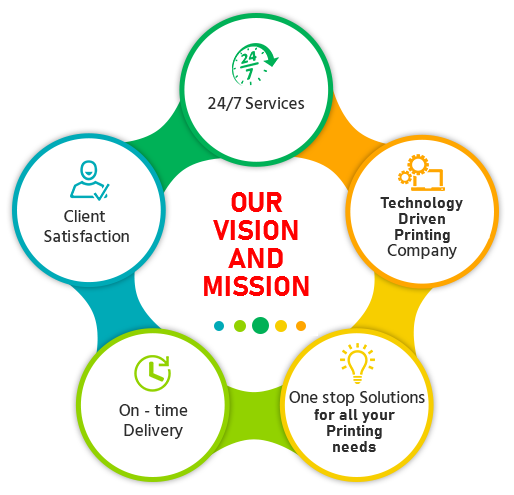 24
7
24/7 Services
Client
Satisfaction
Technology
Driven
Printing
Company
OUR
VISION
AND
MISSION
On - time
Delivery
One stop Solutions
for all your
Printing
needs